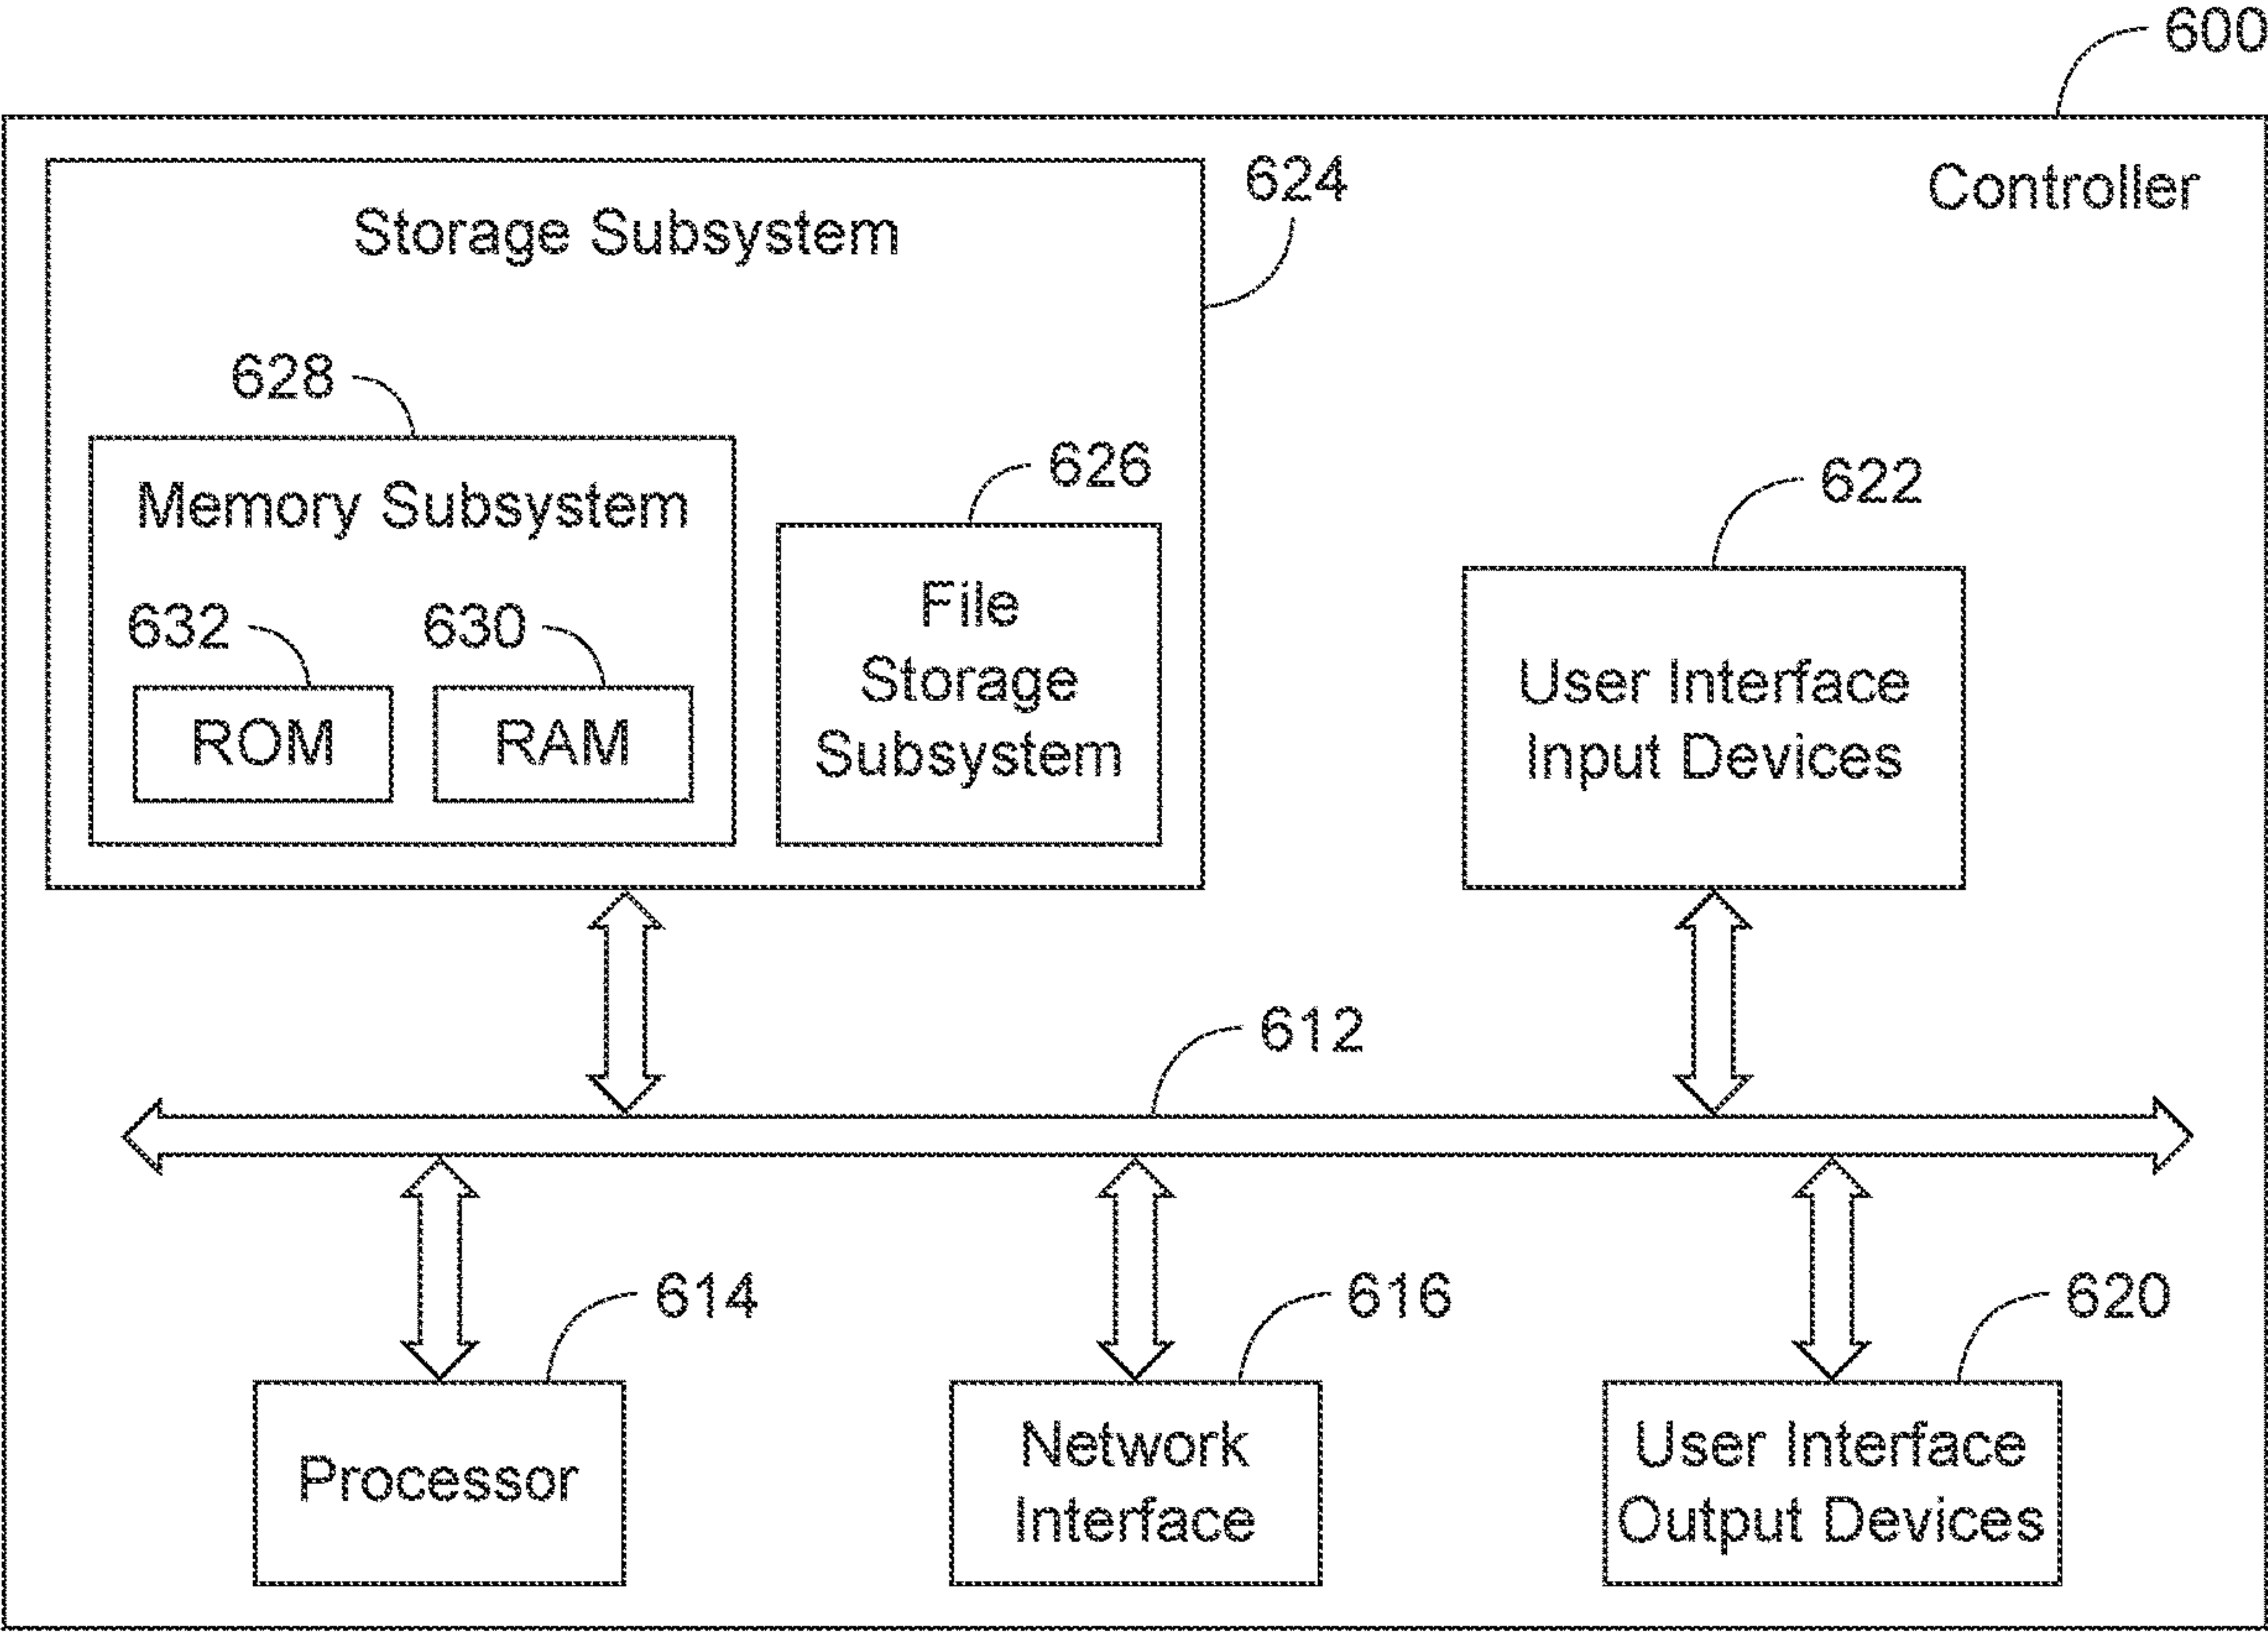 600
Controller
624
Storage Subsystem
628
Memory Subsystem
632
630
ROM
RAM
626
File
Storage
Subsystem
622
User Interface
Input Devices
612
614
Processor
616
Network
Interface
620
User Interface
Output Devices